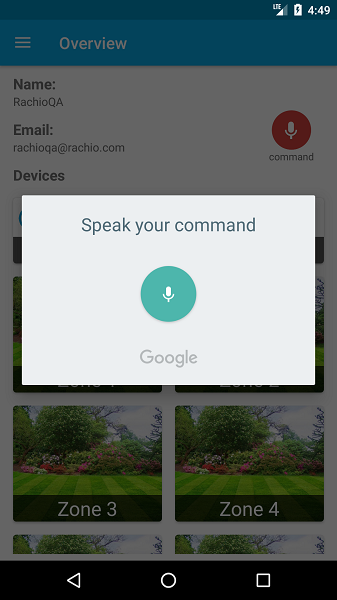 LTE 4:49
Overview
Name:
RachioQA
Email:
rachioqa@rachio.com
command
Devices
Speak your command
Google
Zone 1 Zone 2
Zone 3 Zone 4